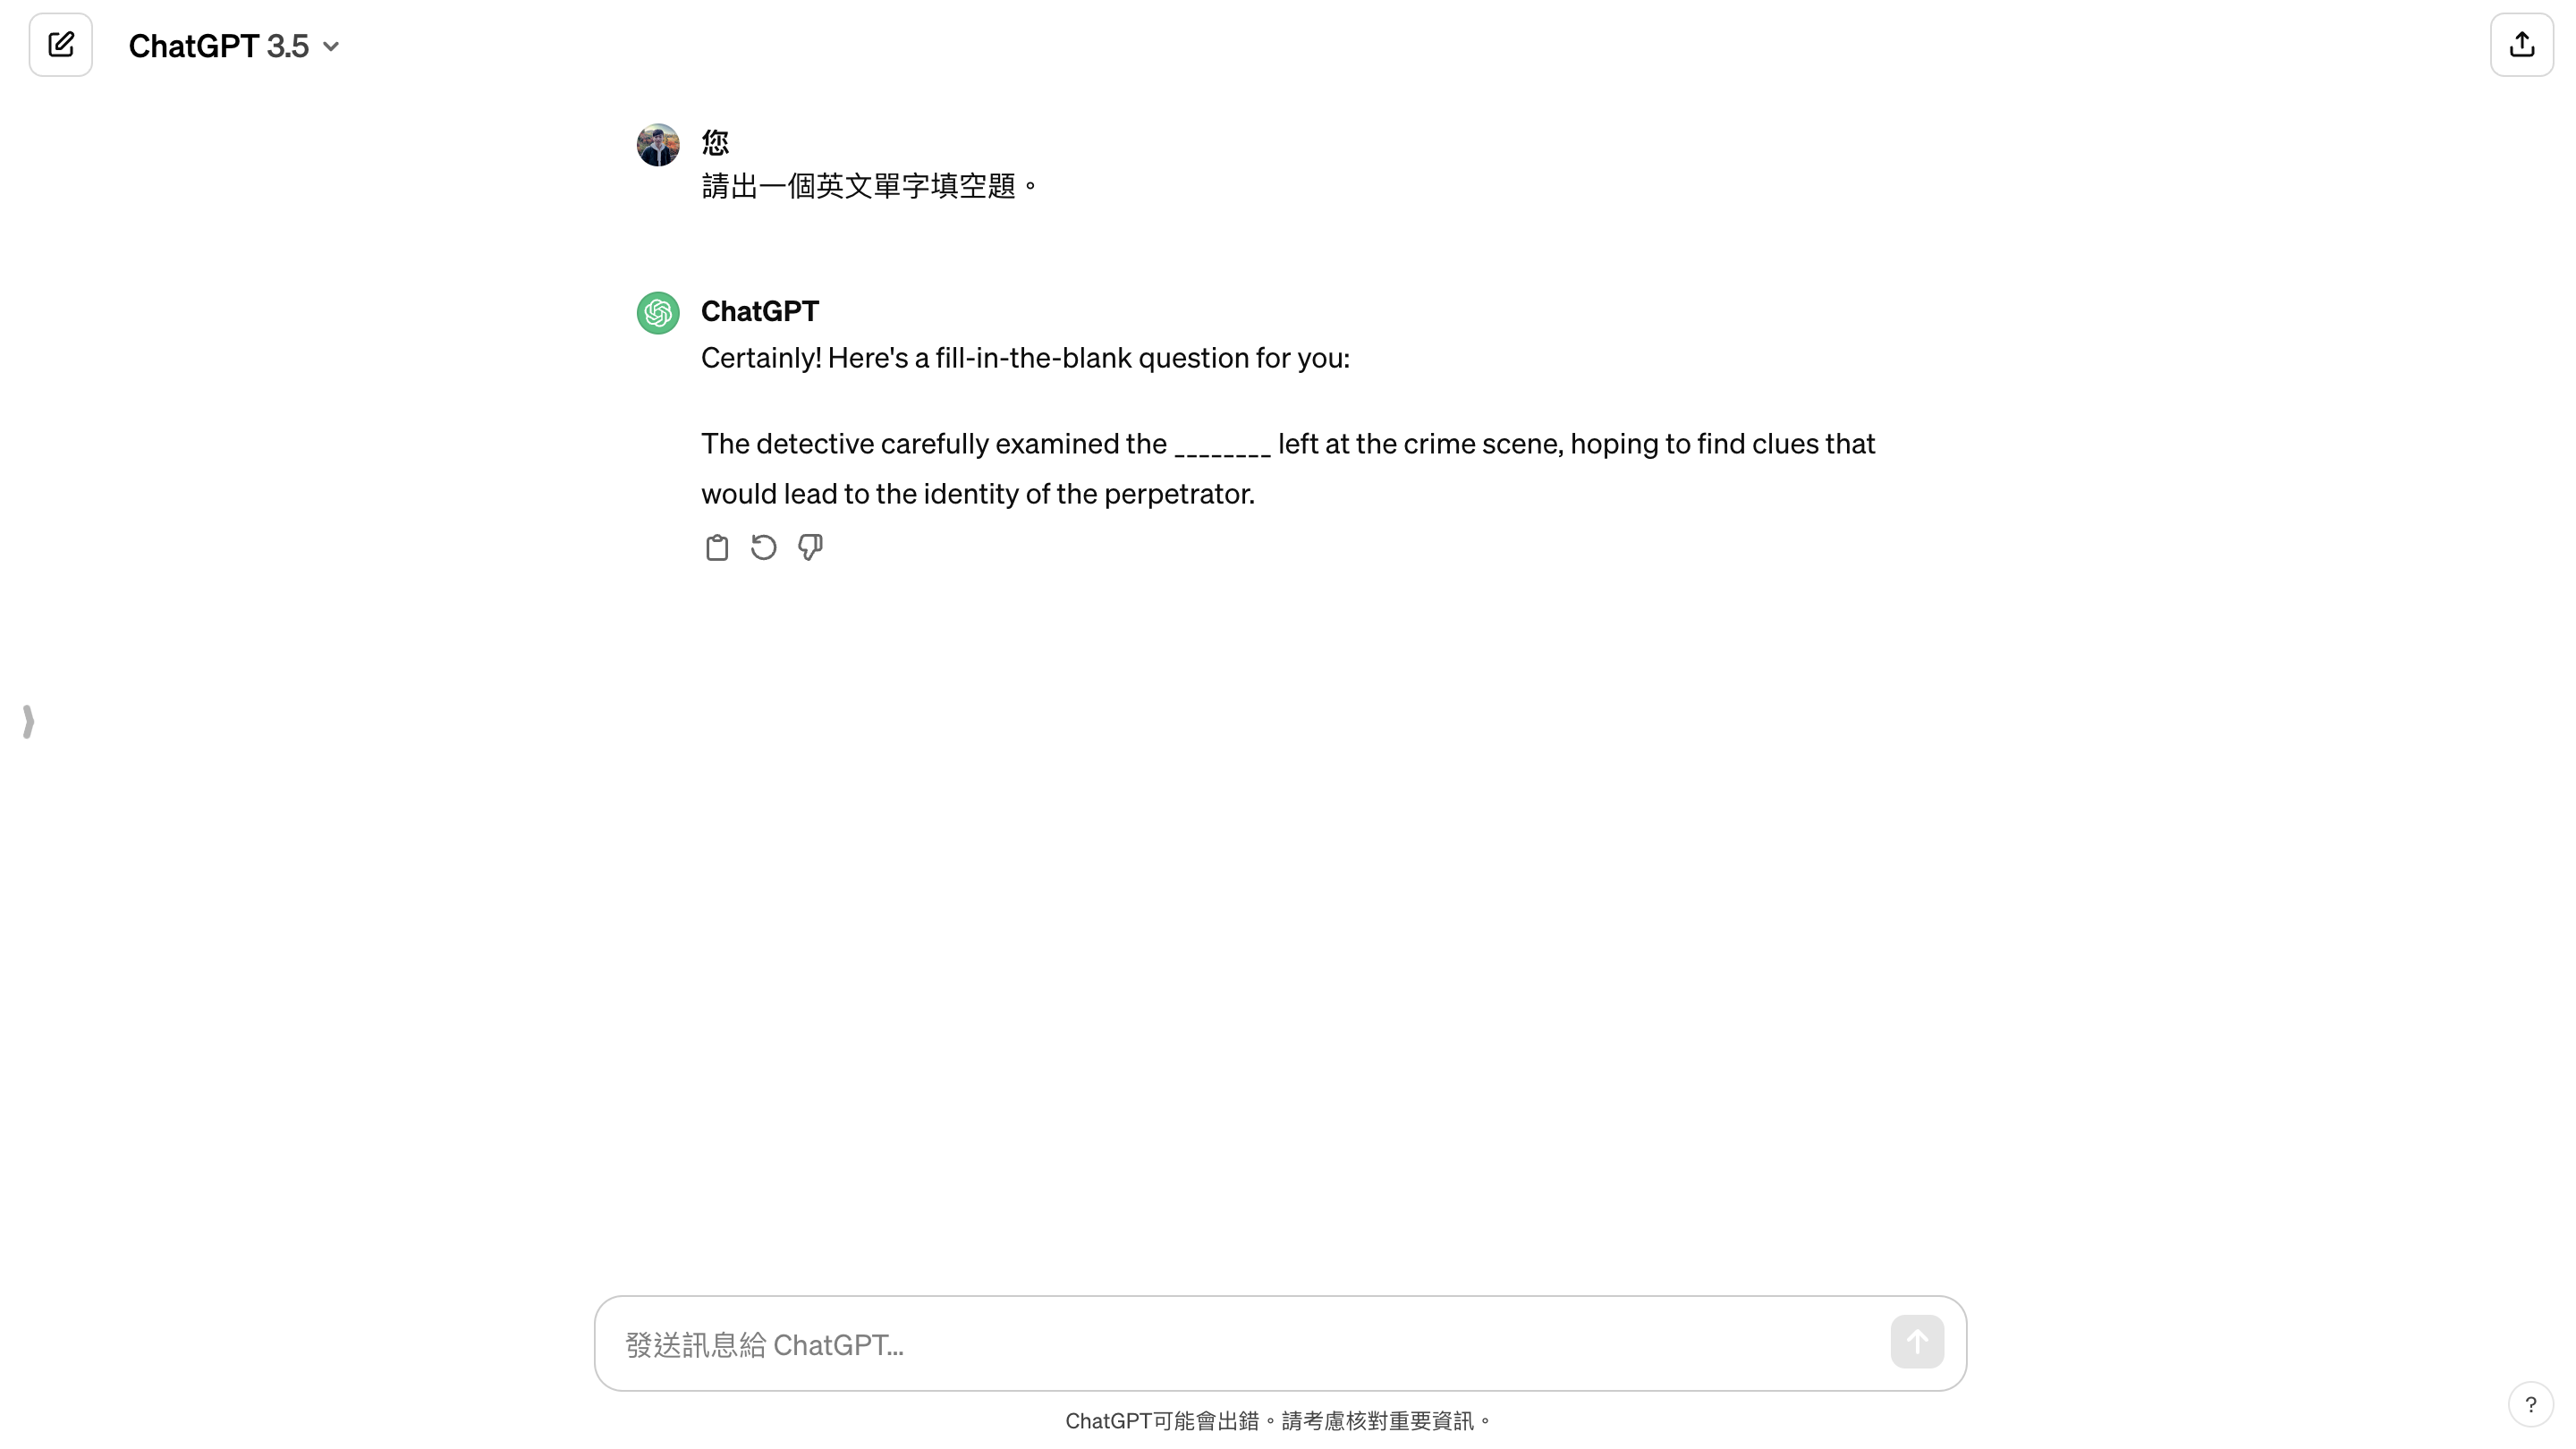 ChatGPT 3.5
您
請出一個英文單字填空題。
ChatGPT
Certainly! Here's a fill-in-the-blank question for you:
The detective carefully examined the ________ left at the crime scene, hoping to find clues that
would lead to the identity of the perpetrator.
發送訊息給 ChatGPT...
ChatGPT可能會出錯。請考慮核對重要資訊。
?